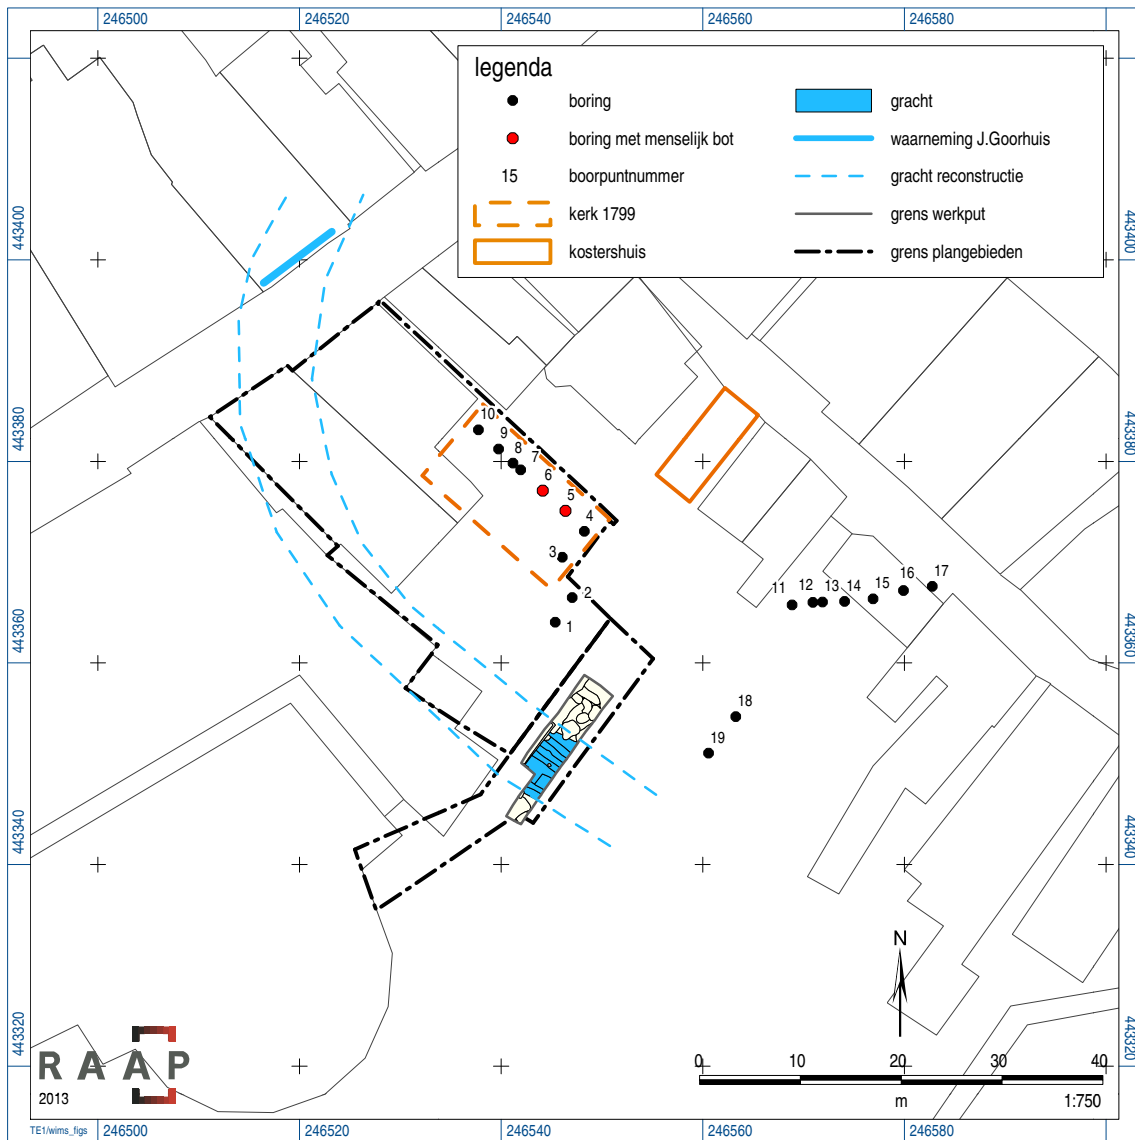 246500 246520 246540 246560 246580
legenda
boring
boring met menselijk bot
15 boorpuntnummer
kerk 1799
kostershuis
gracht
waarneming J.Goorhuis
gracht reconstructie
grens werkput
grens plangebieden
443400 443400
443380 443380
443360 443360
443340 443340
443320 443320
10
9
8
7
6
5
4
3
2
1
11 12 13 14 15 16 17
18
19
N
0 10 20 30 40
m 1:750
RAAP
2013
TE1/wims_figs
246500 246520 246540 246560 246580